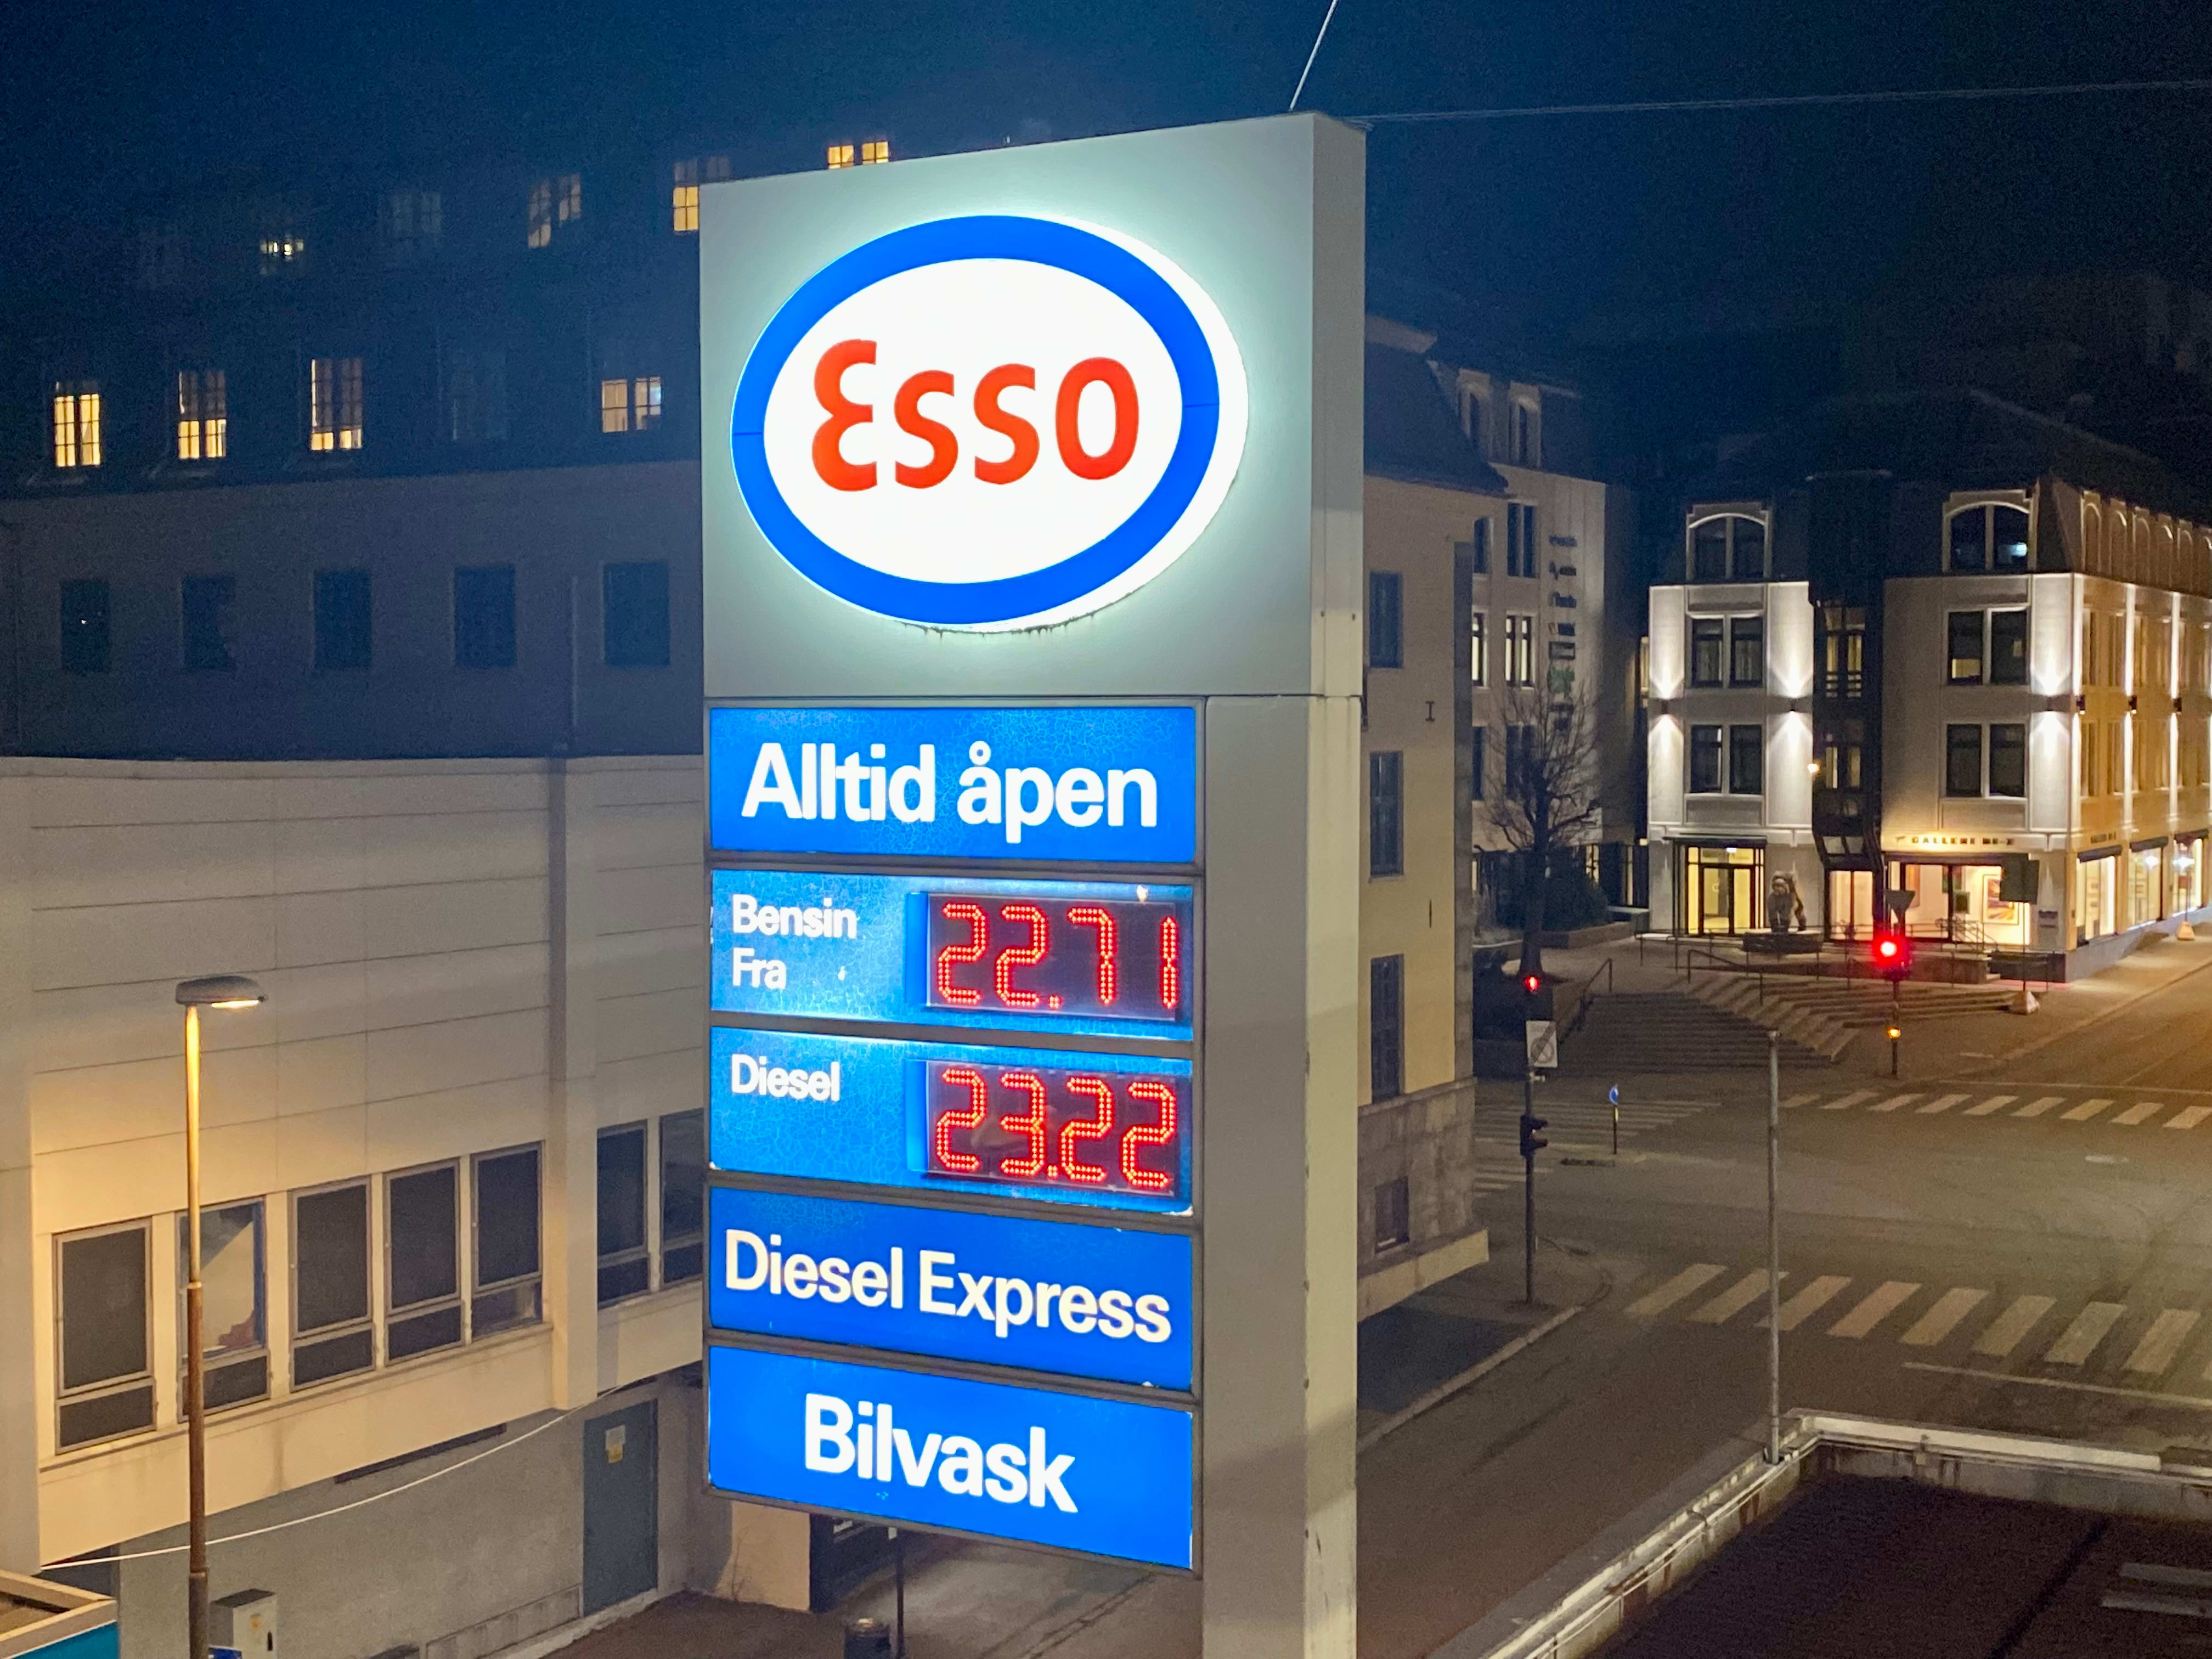 Esso
Alltid åpen
Bensin
Fra
22.71
Diesel
23.22
Diesel Express
Bilvask